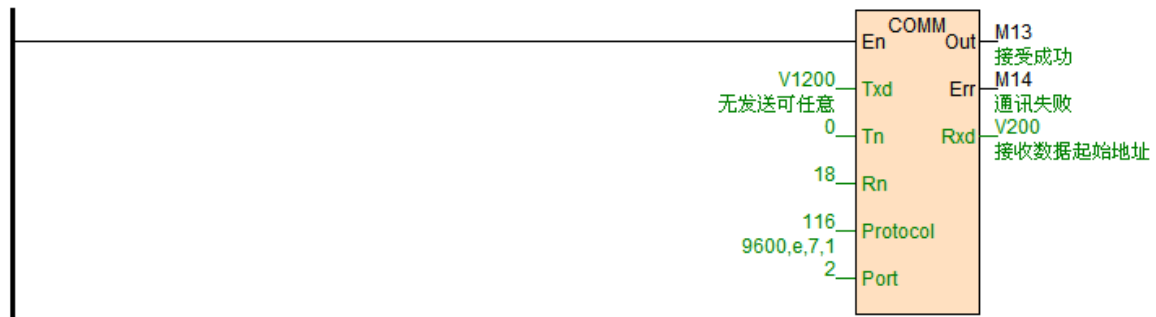 COMM
En
Out
M13
接受成功
V1200
Txd
Err
M14
无发送可任意
通讯失败
0
Tn
Rxd
V200
接收数据起始地址
18
Rn
116
Protocol
9600,e,7,1
2
Port